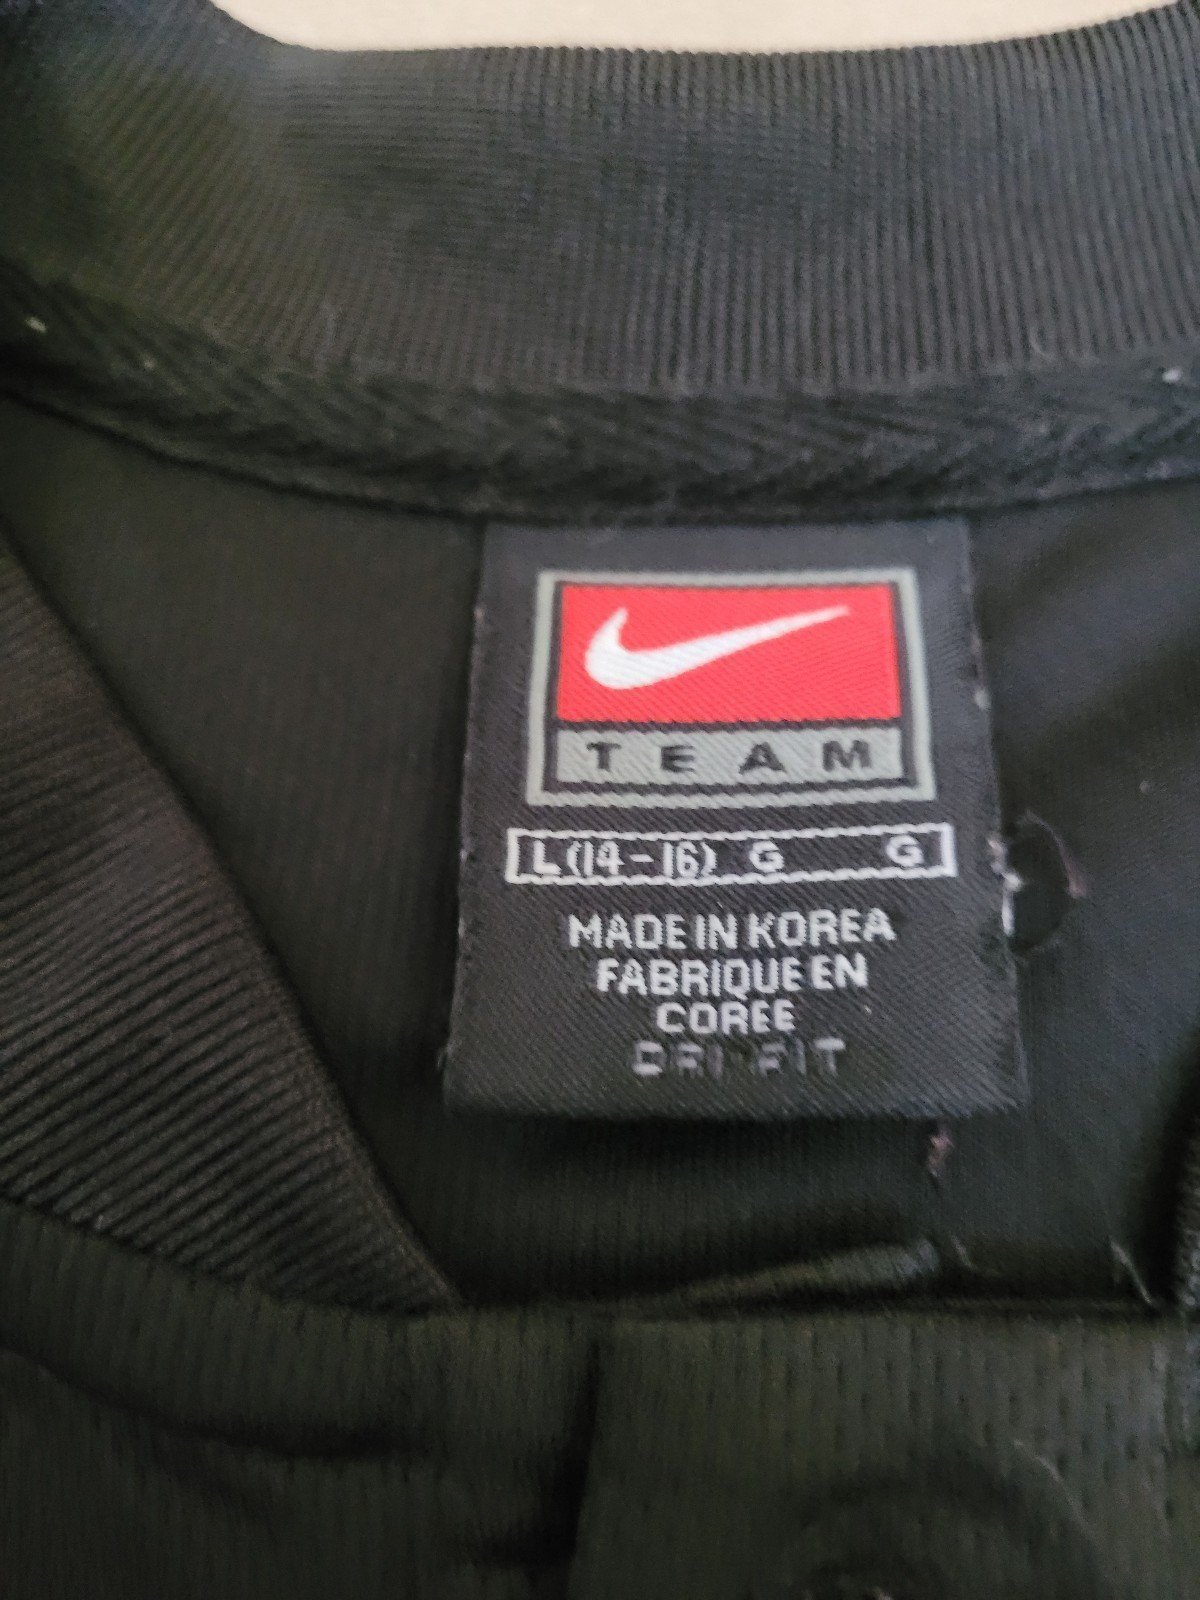 TEAM
L(14-16) G G
MADE IN KOREA
FABRIQUE EN
COREE
DRI-FIT